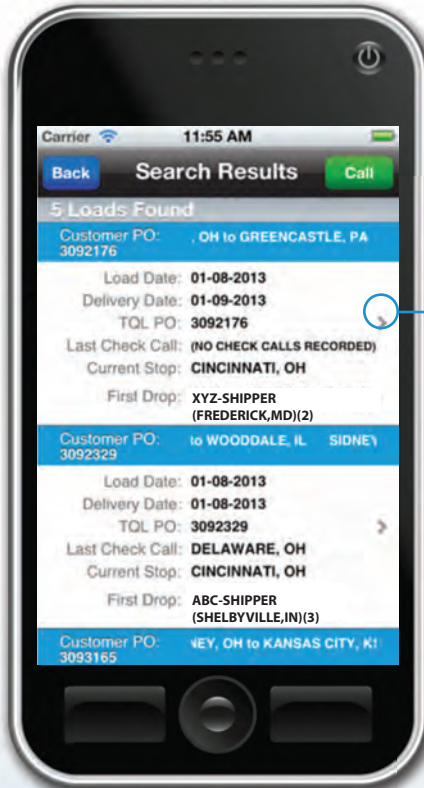 Carrier 11:55 AM
Back Search Results Call
5 Loads Found
Customer PO: , OH to GREENCASTLE, PA
3092176
Load Date: 01-08-2013
Delivery Date: 01-09-2013
TQL PO: 3092176
Last Check Call: (NO CHECK CALLS RECORDED)
Current Stop: CINCINNATI, OH
First Drop: XYZ-SHIPPER
(FREDERICK,MD)(2)
Customer PO: to WOODDALE, IL SIDNEY
3092329
Load Date: 01-08-2013
Delivery Date: 01-08-2013
TQL PO: 3092329
Last Check Call: DELAWARE, OH
Current Stop: CINCINNATI, OH
First Drop: ABC-SHIPPER
(SHELBYVILLE,IN)(3)
Customer PO: NEY, OH to KANSAS CITY, KS
3093165